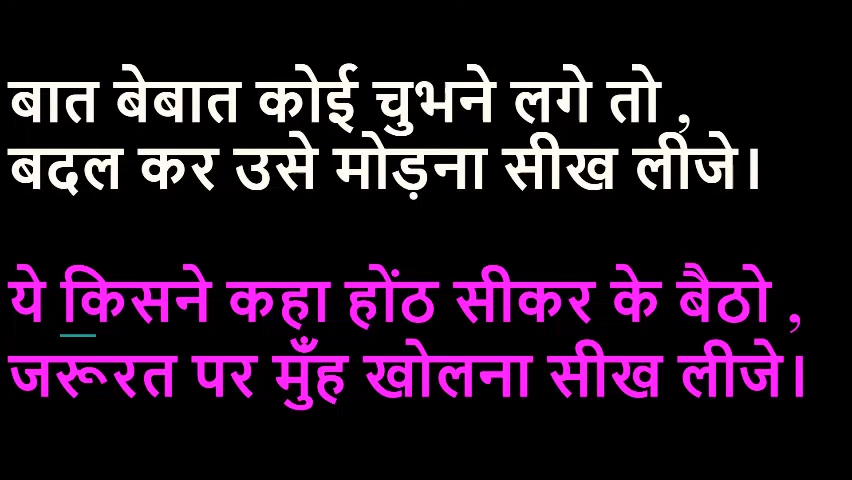 बात बेबात कोई चुभने लगे तो ,
बदल कर उसे मोड़ना सीख लीजे।
ये किसने कहा होंठ सीकर के बैठो ,
जरूरत पर मुँह खोलना सीख लीजे।